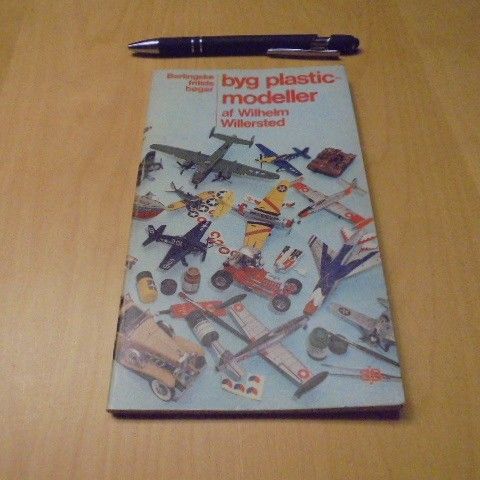 Berlingske
fritids
bøger
byg plastic-
modeller
af Wilhelm
Willersted